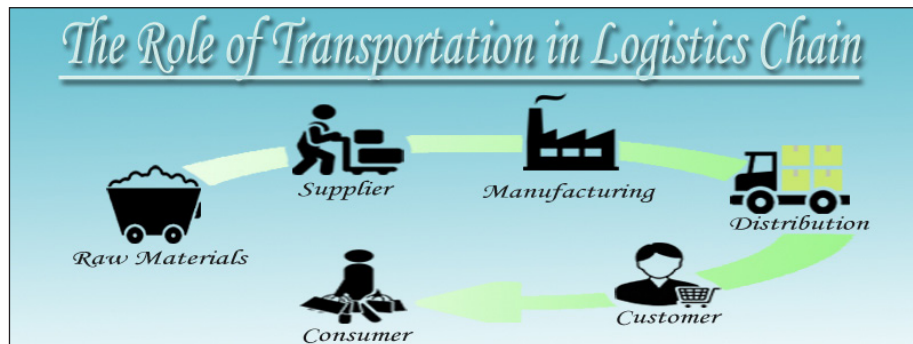 The Role of Transportation in Logistics Chain
Supplier
Manufacturing
Raw Materials
Distribution
Consumer
Customer